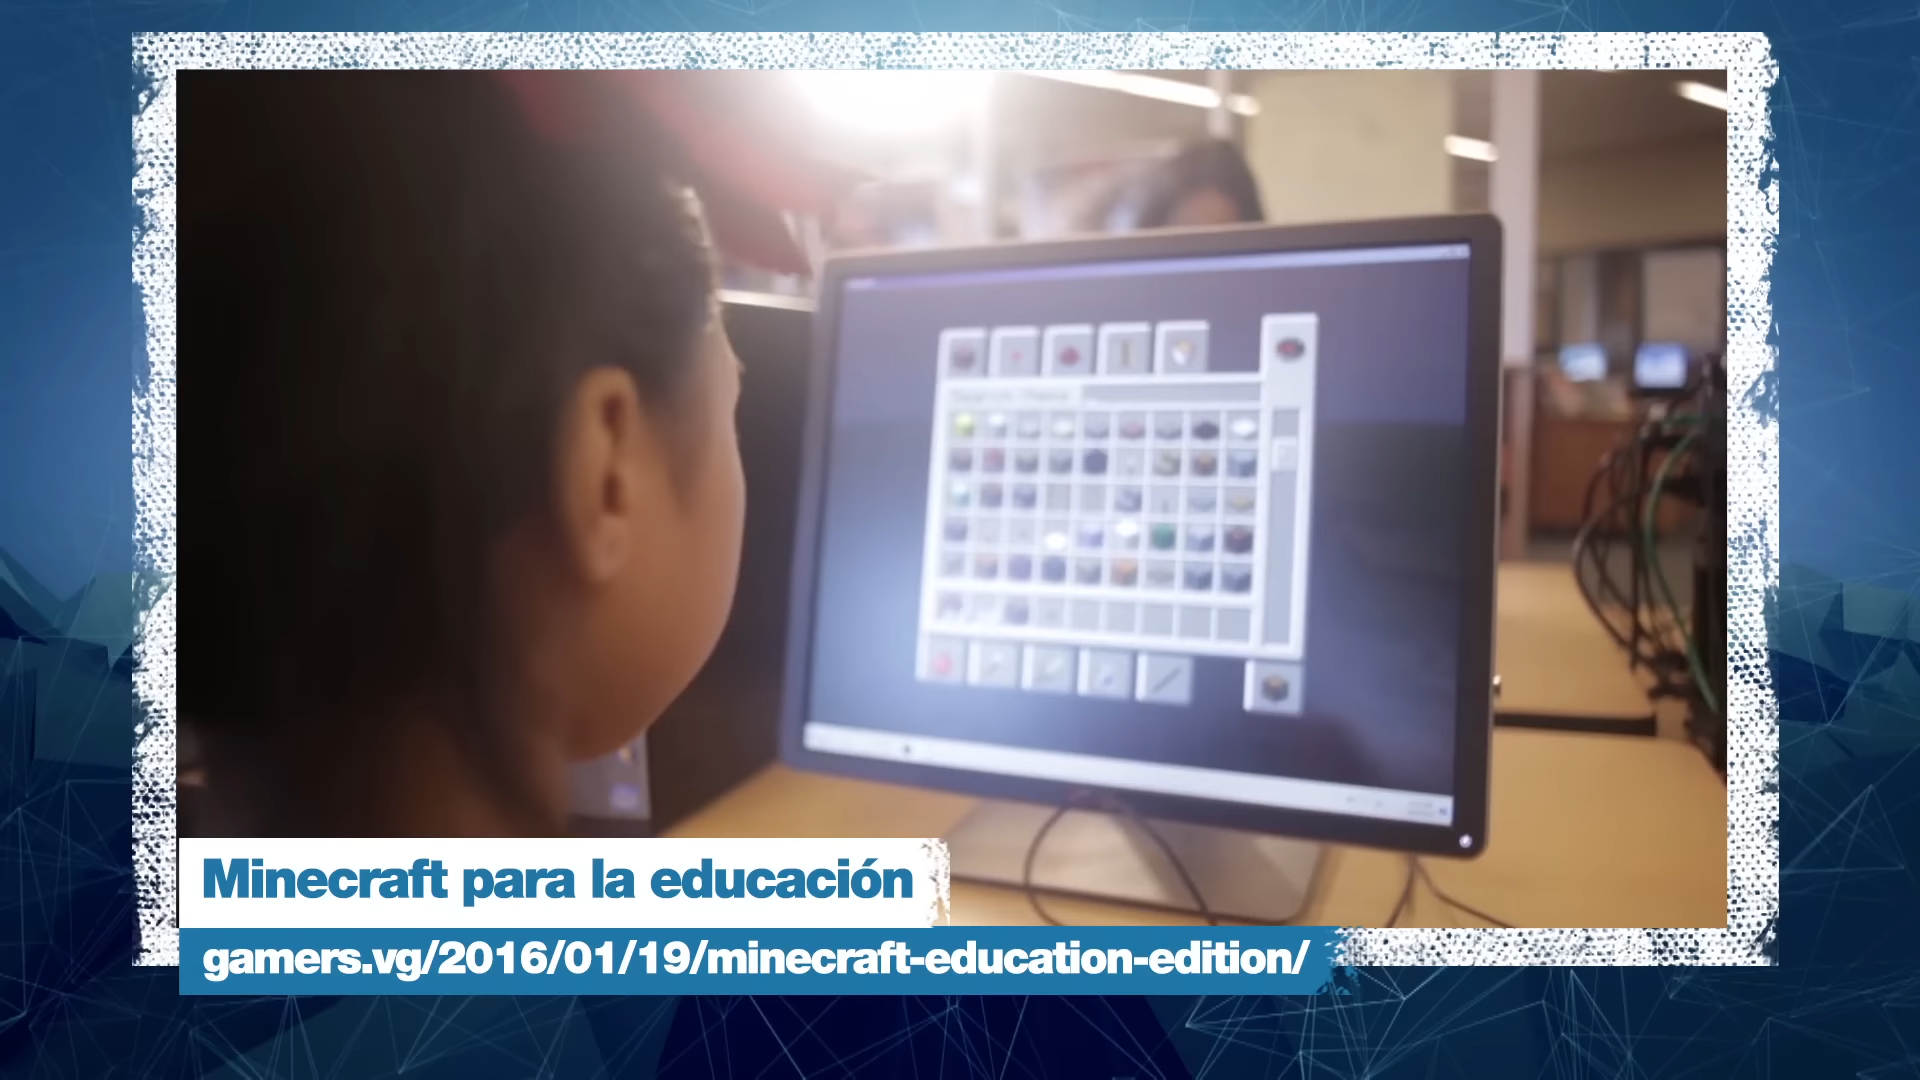 Minecraft para la educación
gamers.vg/2016/01/19/minecraft-education-edition/